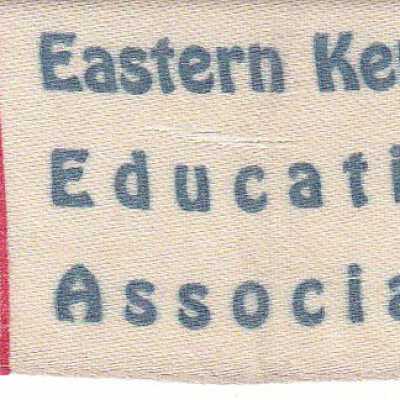 Eastern Ke
Educati
Associa